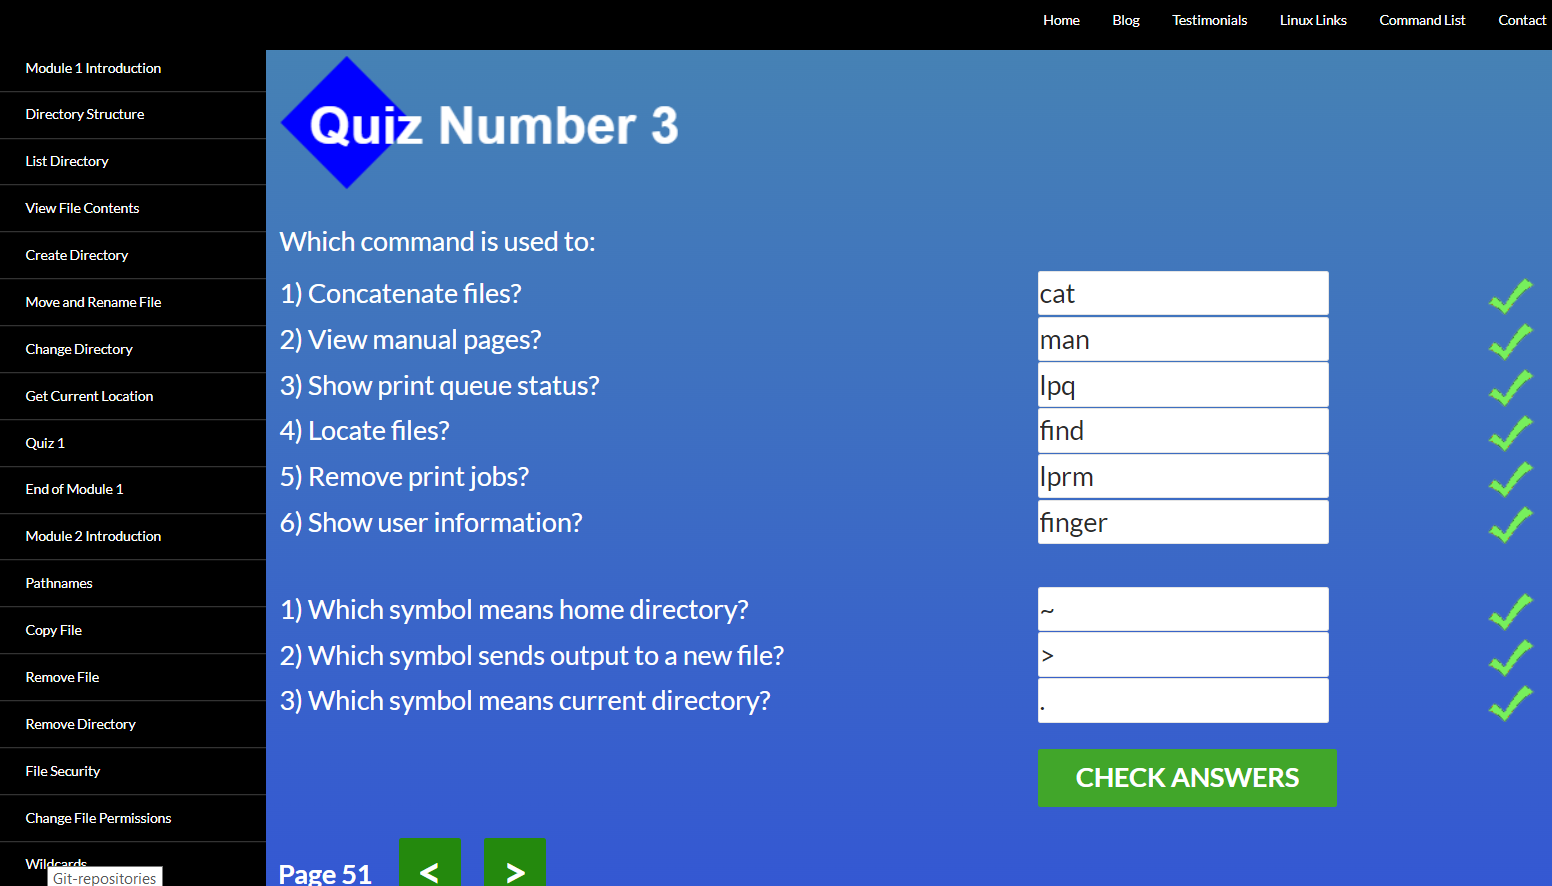 Home Blog Testimonials Linux Links Command List Contact
Module 1 Introduction
Directory Structure
List Directory
View File Contents
Create Directory
Move and Rename File
Change Directory
Get Current Location
Quiz 1
End of Module 1
Module 2 Introduction
Pathnames
Copy File
Remove File
Remove Directory
File Security
Change File Permissions
Wildcards
Git-repositories
Quiz Number 3
Which command is used to:
1) Concatenate files? cat
2) View manual pages? man
3) Show print queue status? lpq
4) Locate files? find
5) Remove print jobs? lprm
6) Show user information? finger
1) Which symbol means home directory? ~
2) Which symbol sends output to a new file? >
3) Which symbol means current directory? .
CHECK ANSWERS
Page 51 < >